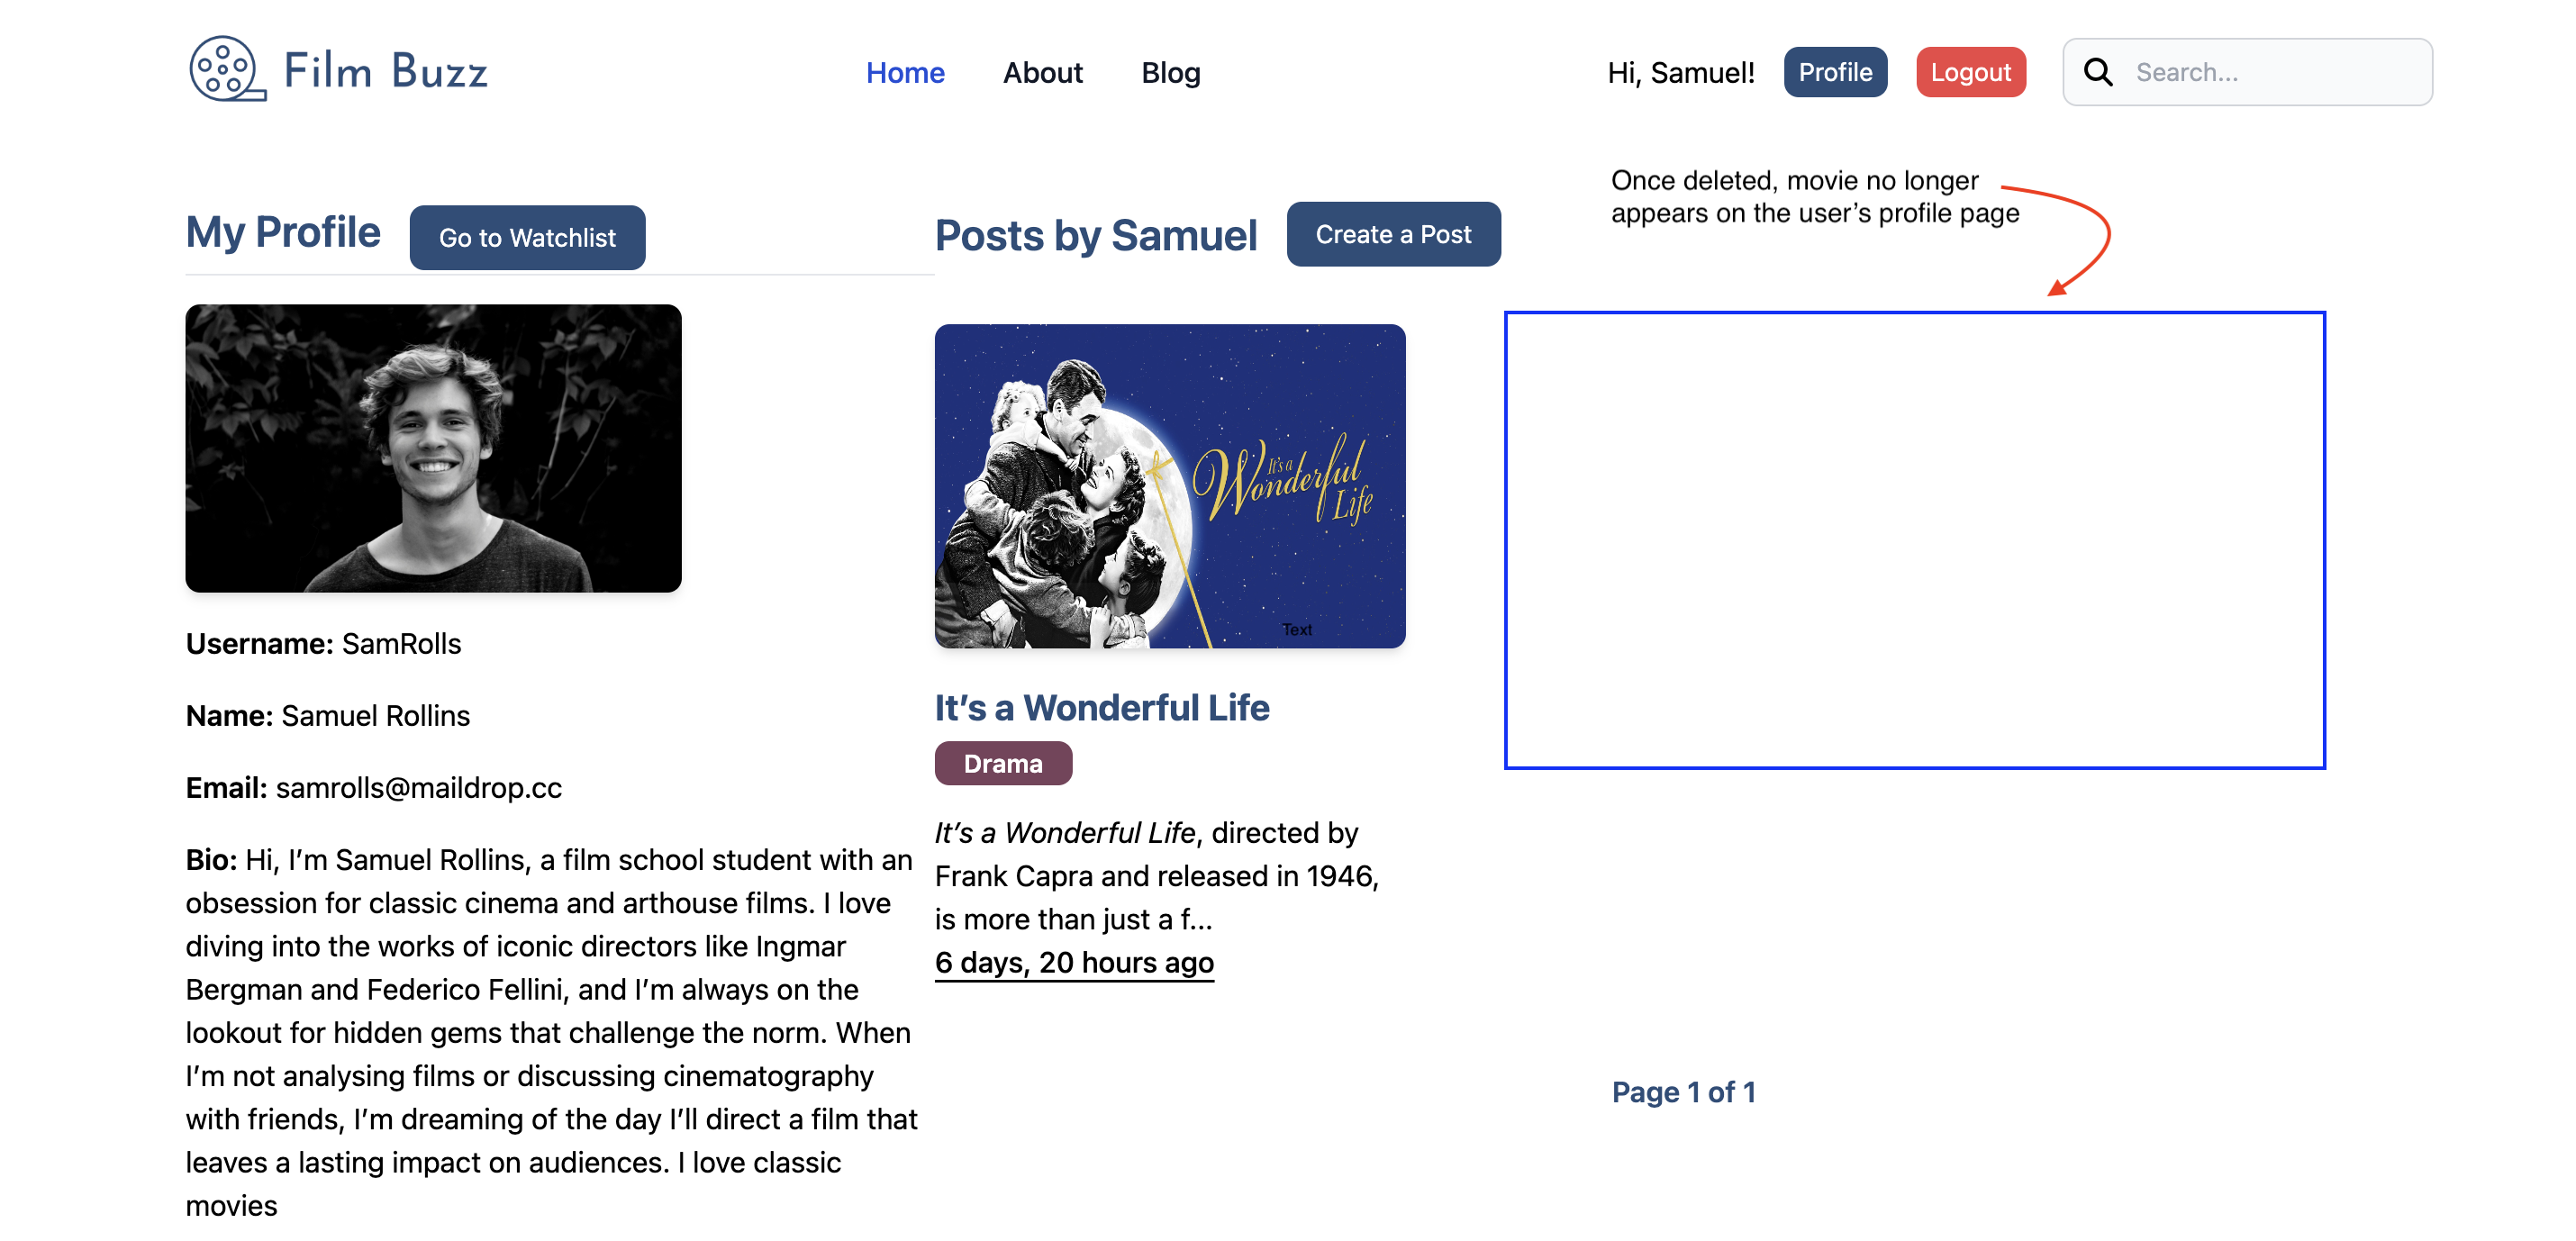 Film Buzz
Home
About
Blog
Hi, Samuel!
Profile
Logout
Search...
Once deleted, movie no longer
appears on the user's profile page
My Profile
Go to Watchlist
Posts by Samuel
Create a Post
It's a
Wonderful
Life
Text
Username: SamRolls
Name: Samuel Rollins
Email: samrolls@maildrop.cc
Bio: Hi, I'm Samuel Rollins, a film school student with an
obsession for classic cinema and arthouse films. I love
diving into the works of iconic directors like Ingmar
Bergman and Federico Fellini, and I'm always on the
lookout for hidden gems that challenge the norm. When
I'm not analysing films or discussing cinematography
with friends, I'm dreaming of the day I'll direct a film that
leaves a lasting impact on audiences. I love classic
movies
It's a Wonderful Life
Drama
It's a Wonderful Life, directed by
Frank Capra and released in 1946,
is more than just a f...
6 days, 20 hours ago
Page 1 of 1